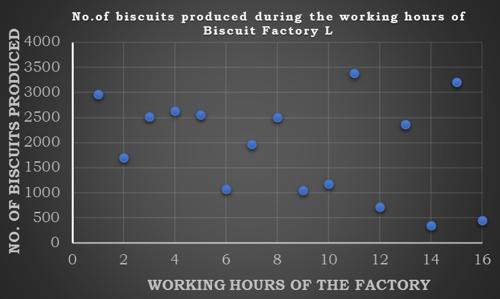 No.of biscuits produced during the working hours of
Biscuit Factory L
NO. OF BISCUITS PRODUCED
4000
3500
3000
2500
2000
1500
1000
500
0
0 2 4 6 8 10 12 14 16
WORKING HOURS OF THE FACTORY